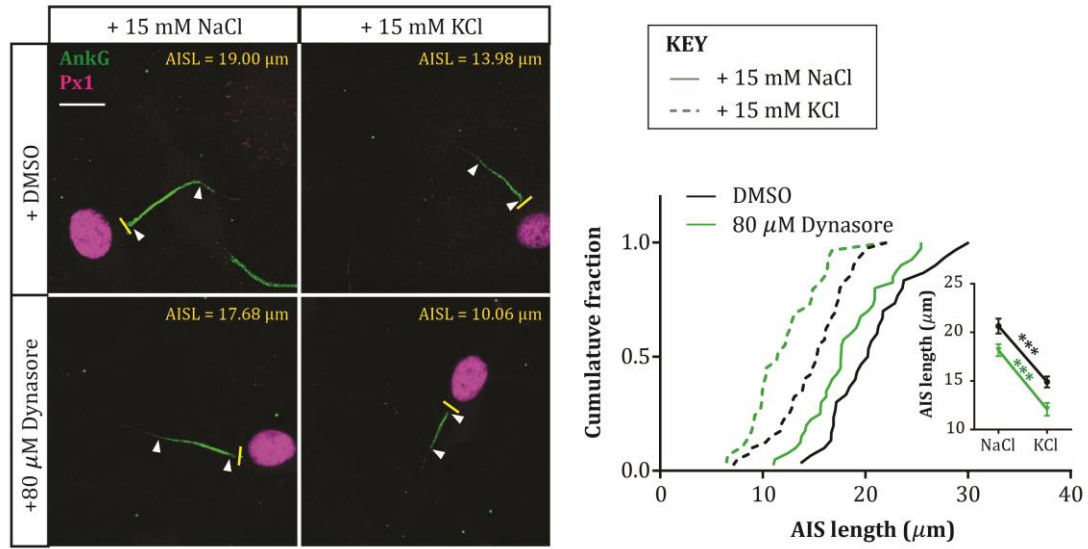 + 15 mM NaCl
+ 15 mM KCl
+ DMSO
AnkG
Px1
AISL = 19.00 µm
AISL = 13.98 µm
+80 µM Dynasore
AISL = 17.68 µm
AISL = 10.06 µm
KEY
+ 15 mM NaCl
+ 15 mM KCl
DMSO
80 µM Dynasore
Cumulative fraction
1.0
0.5
0.0
0
10
20
30
40
AIS length (µm)
AIS length (µm)
25
20
15
10
***
***
NaCl
KCl